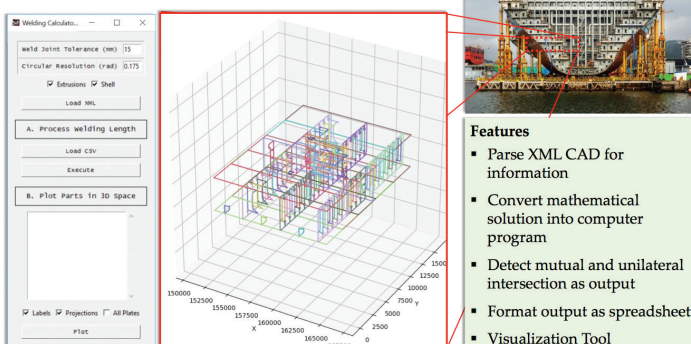 Welding Calculato...
Weld Joint Tolerance (mm) 15
Circular Resolution (rad) 0.175
Extrusions Shell
Load XML
A. Process Welding Length
Load CSV
Execute
B. Plot Parts in 3D Space
Labels Projections All Plates
Plot
150000
152500
155000
157500
160000
162500
165000
X
0
2500
5000
7500
10000
12500
1500
Y
Features
▪ Parse XML CAD for
information
▪ Convert mathematical
solution into computer
program
▪ Detect mutual and unilateral
intersection as output
▪ Format output as spreadsheet
▪ Visualization Tool